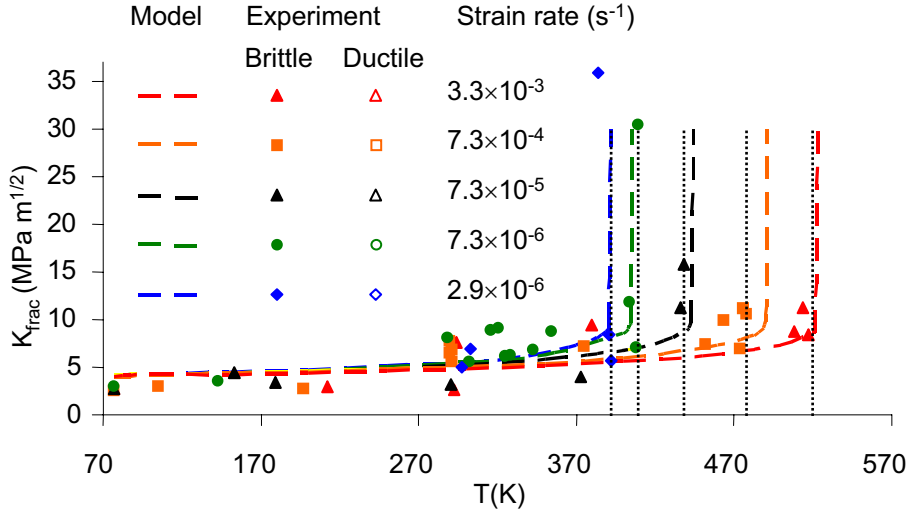 Model Experiment Strain rate (s⁻¹)
Brittle Ductile
3.3×10⁻³
7.3×10⁻⁴
7.3×10⁻⁵
7.3×10⁻⁶
2.9×10⁻⁶
K_frac (MPa m^1/2)
35
30
25
20
15
10
5
0
70 170 270 370 470 570
T(K)